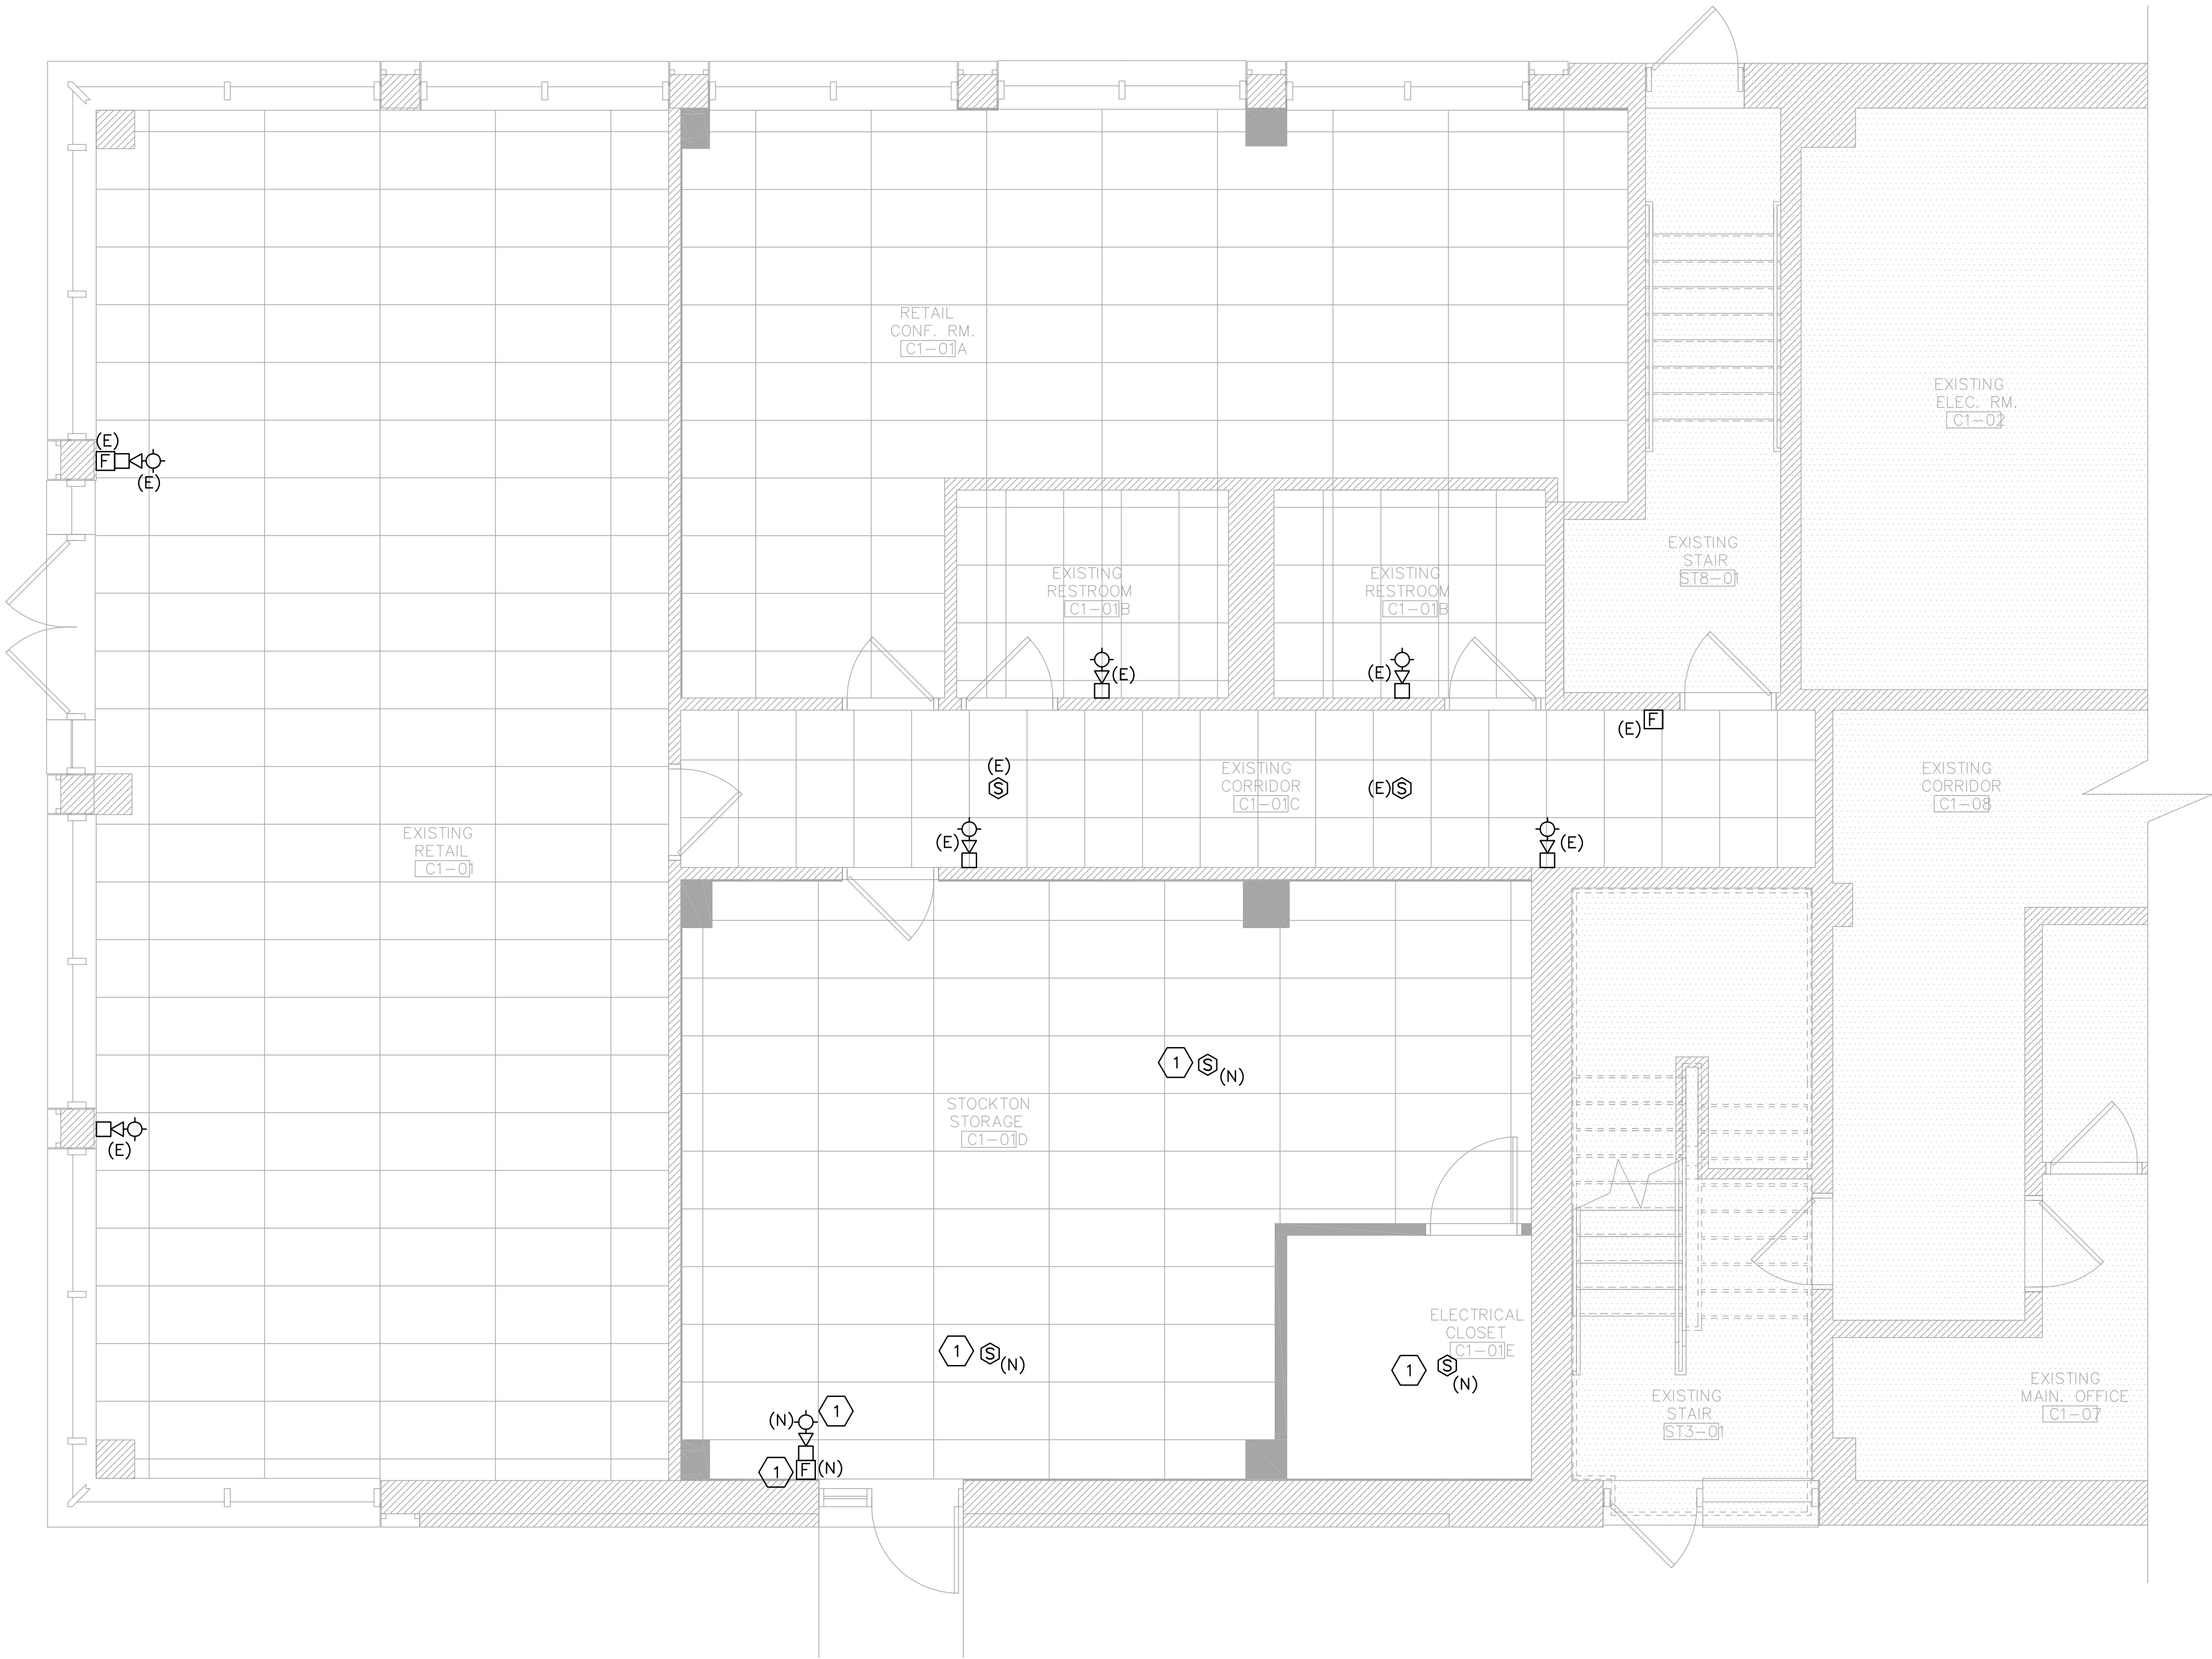 RETAIL
CONF. RM.
C1-01A
EXISTING
ELEC. RM.
C1-02
(E)
F
(E)
EXISTING
STAIR
ST8-01
EXISTING
RESTROOM
C1-01B
EXISTING
RESTROOM
C1-01B
(E)
(E)
(E) F
(E)
S
(E) S
EXISTING
CORRIDOR
C1-01C
EXISTING
CORRIDOR
C1-08
(E)
(E)
EXISTING
RETAIL
C1-01
1 S (N)
STOCKTON
STORAGE
C1-01D
(E)
ELECTRICAL
CLOSET
C1-01E
1 S (N)
1 S (N)
EXISTING
MAIN. OFFICE
C1-07
EXISTING
STAIR
ST3-01
(N) 1
1 F (N)